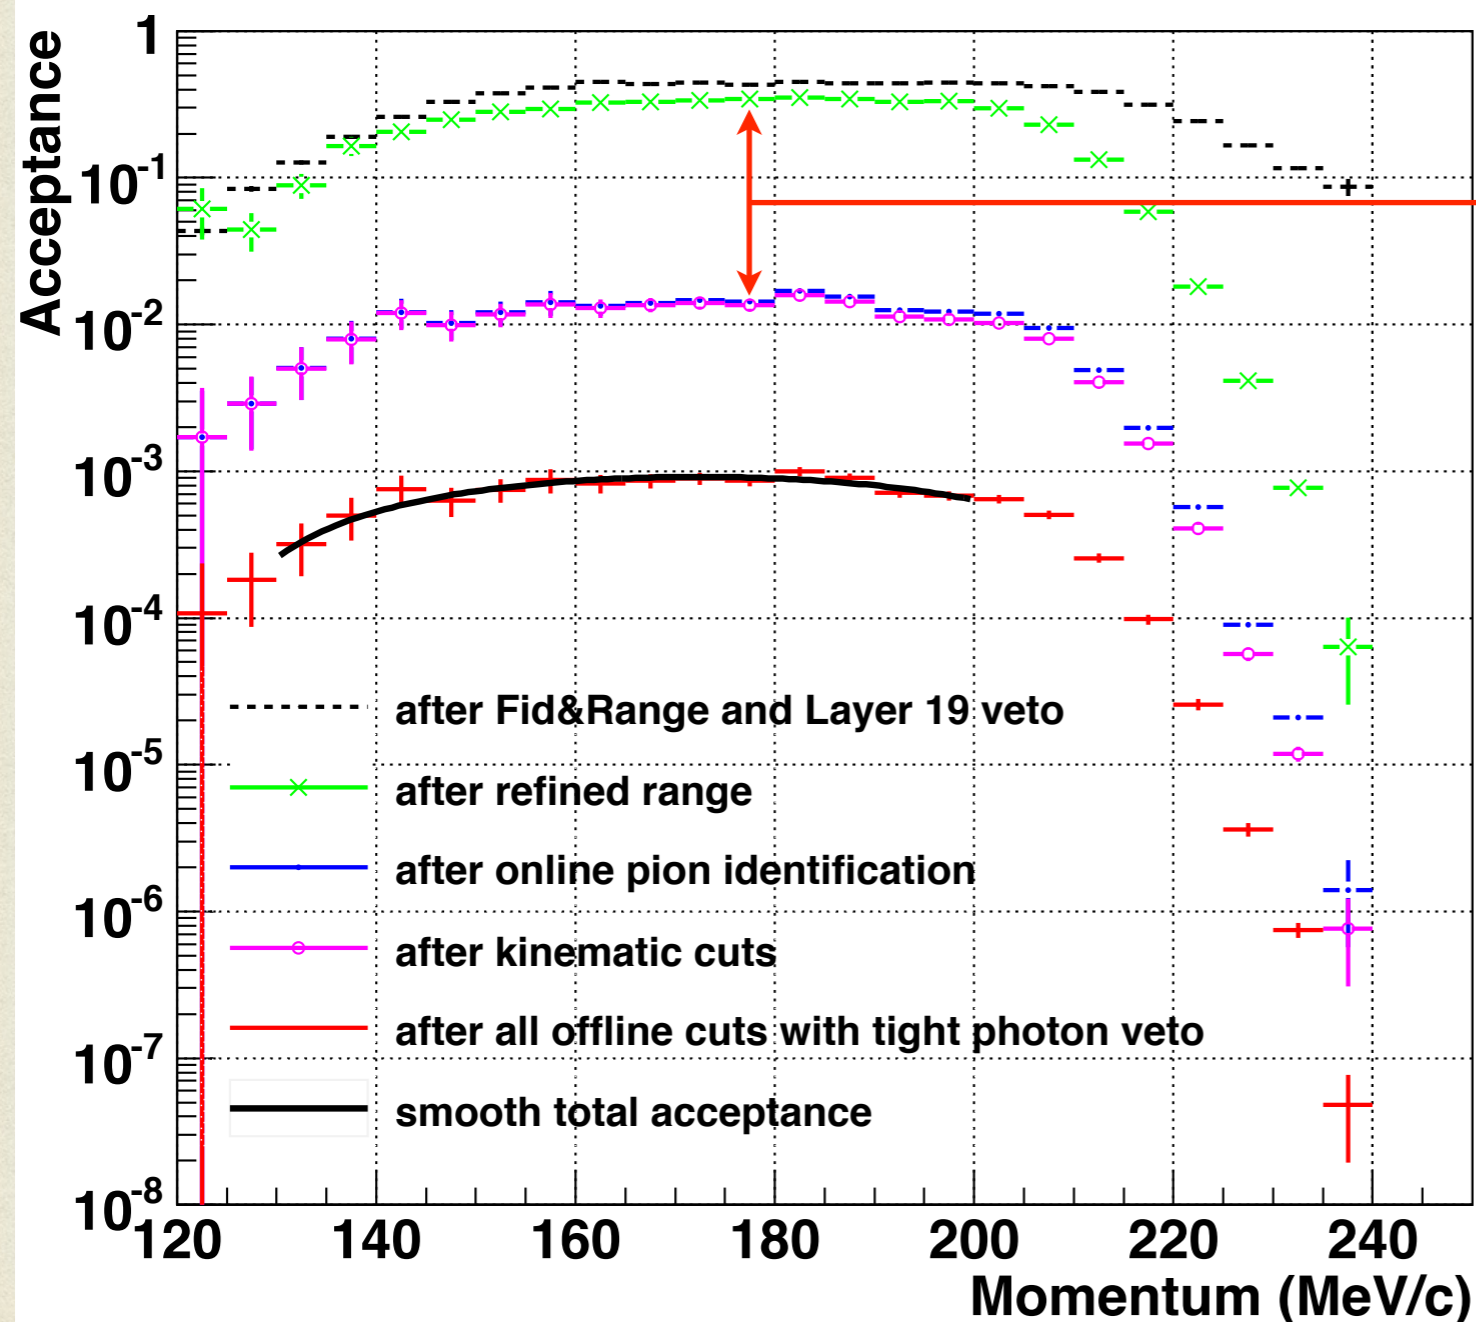 Acceptance
1
10^-1
10^-2
10^-3
10^-4
10^-5
10^-6
10^-7
10^-8
after Fid&Range and Layer 19 veto
after refined range
after online pion identification
after kinematic cuts
after all offline cuts with tight photon veto
smooth total acceptance
120 140 160 180 200 220 240
Momentum (MeV/c)